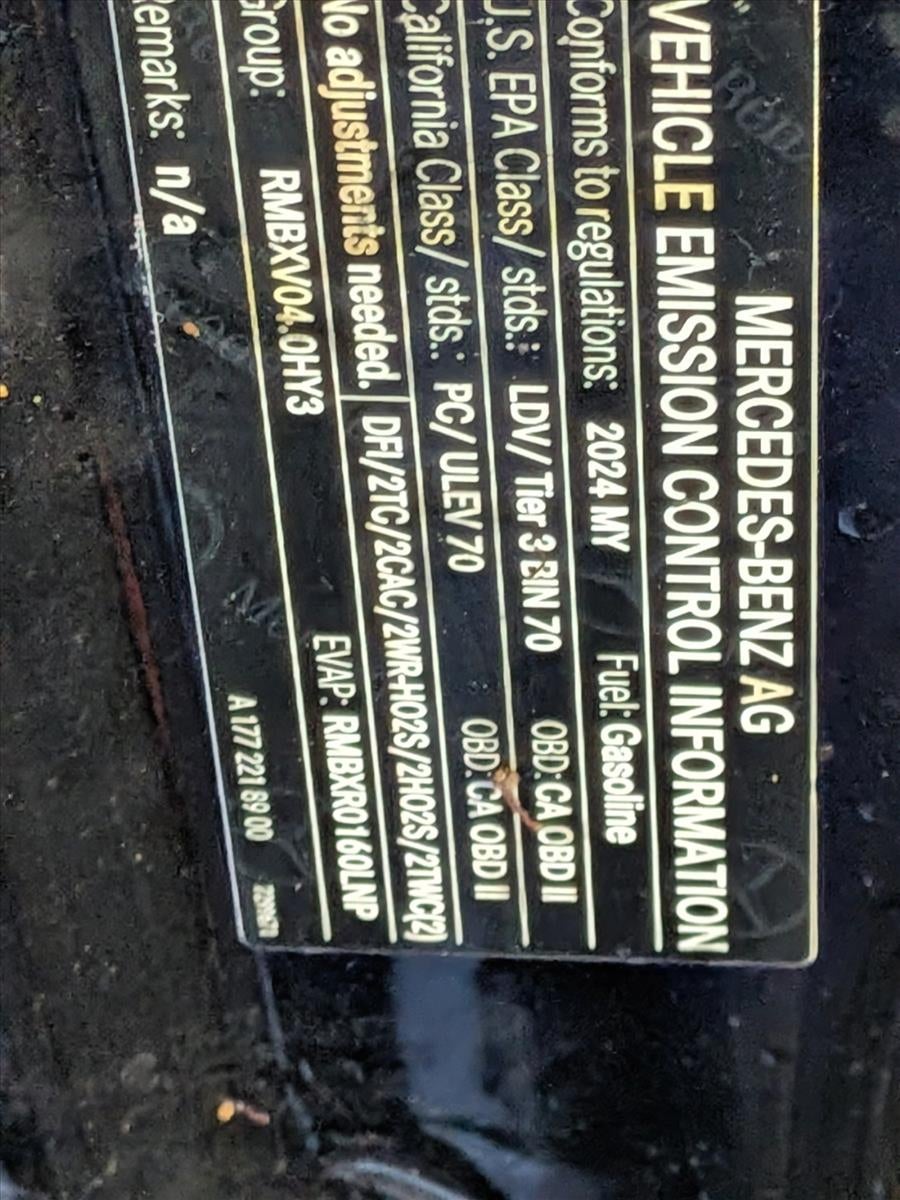 MERCEDES-BENZ AG
VEHICLE EMISSION CONTROL INFORMATION
Conforms to regulations: 2024 MY Fuel: Gasoline
U.S. EPA Class/ stds.: LDV/ Tier 3 BIN 70 OBD: CA OBD II
California Class/ stds.: PC/ ULEV 70 OBD: CA OBD II
No adjustments needed. DFI/2TC/2CAC/2WR-HO2S/2HO2S/2TWC(2)
Group: RMBXV04.0HY3 EVAP: RMBXR0160LNP
Remarks: n/a
A 177 221 89 00